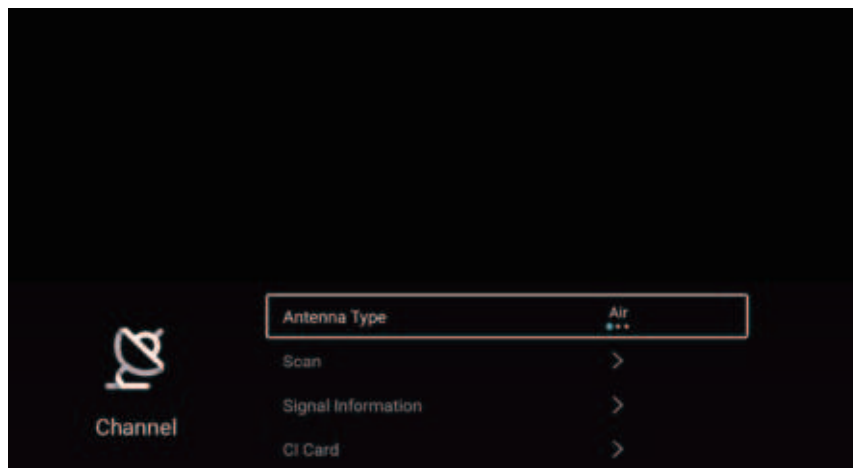 Antenna Type
Air
Scan
Signal Information
Channel
CI Card